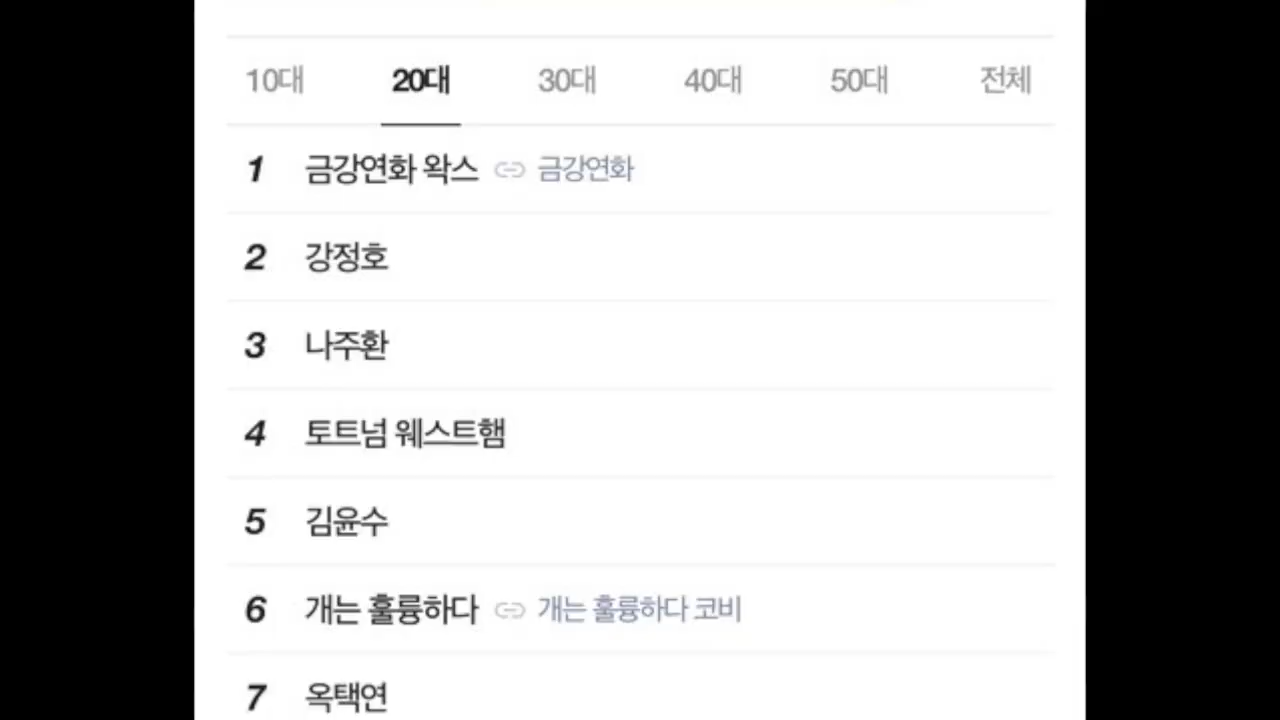 10대 20대 30대 40대 50대 전체
1 금강연화 왁스 금강연화
2 강정호
3 나주환
4 토트넘 웨스트햄
5 김윤수
6 개는 훌륭하다 개는 훌륭하다 코비
7 옥택연